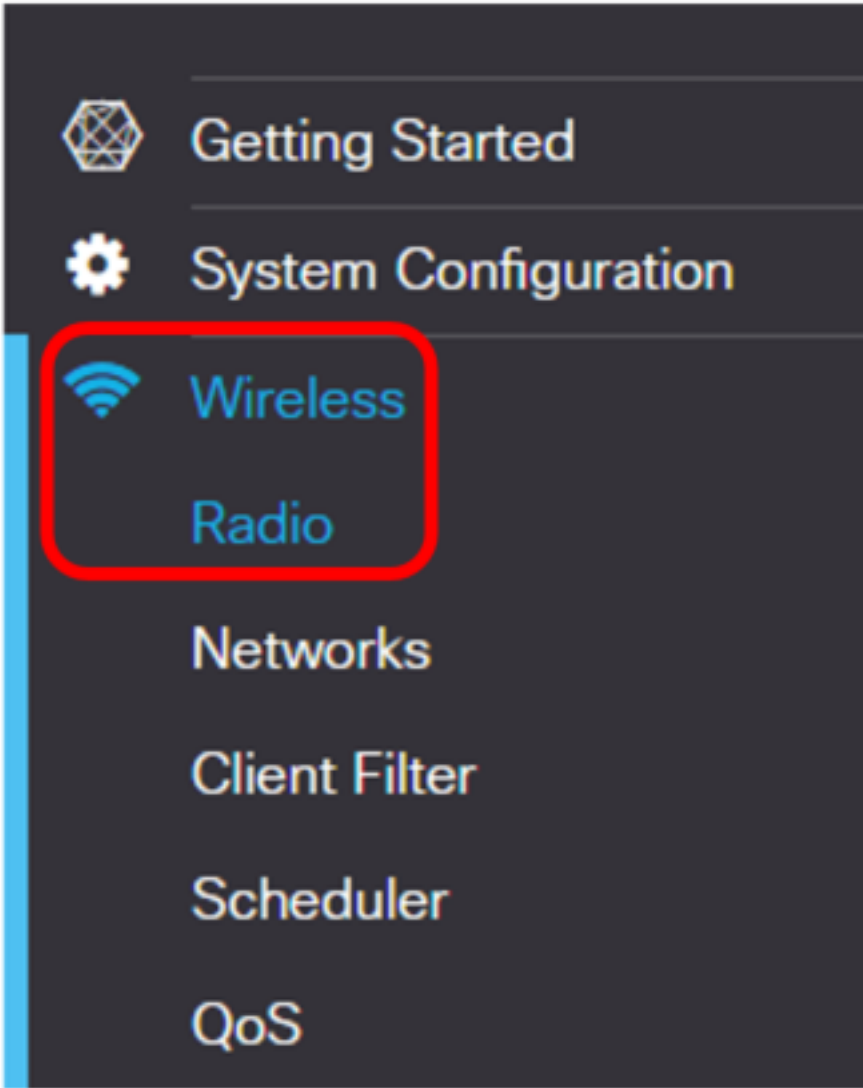 Getting Started
System Configuration
Wireless
Radio
Networks
Client Filter
Scheduler
QoS